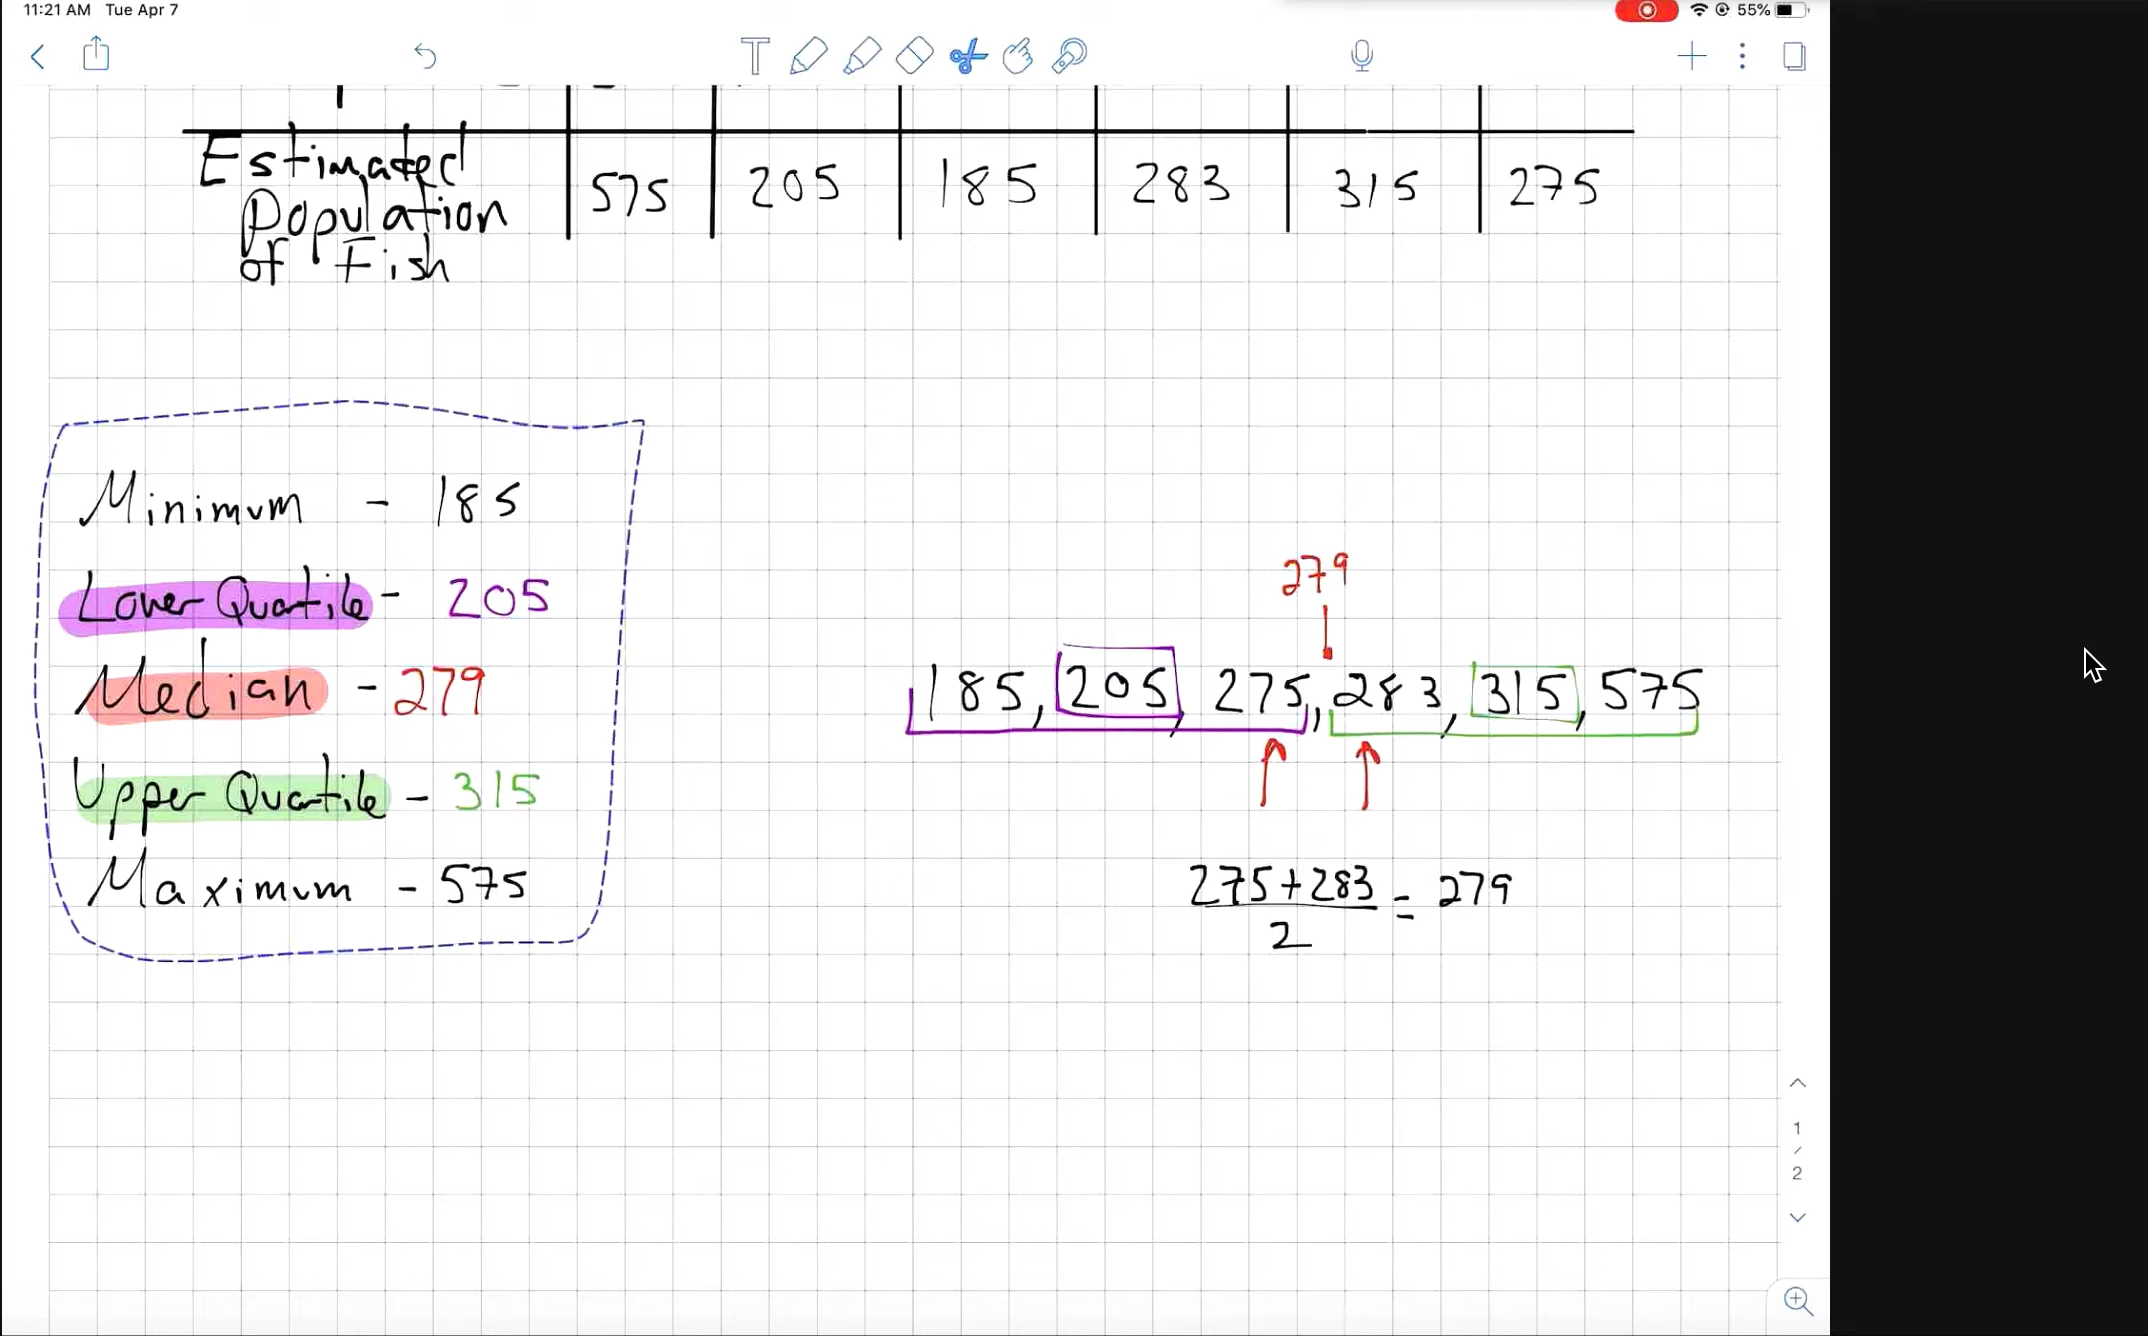 11:21 AM Tue Apr 7
55%
Estimated
Population
of Fish
575 205 185 283 315 275
Minimum - 185
Lower Quartile - 205
Median - 279
Upper Quartile - 315
Maximum - 575
279
185, 205, 275, 283, 315, 575
275+283
2
= 279
1
/
2